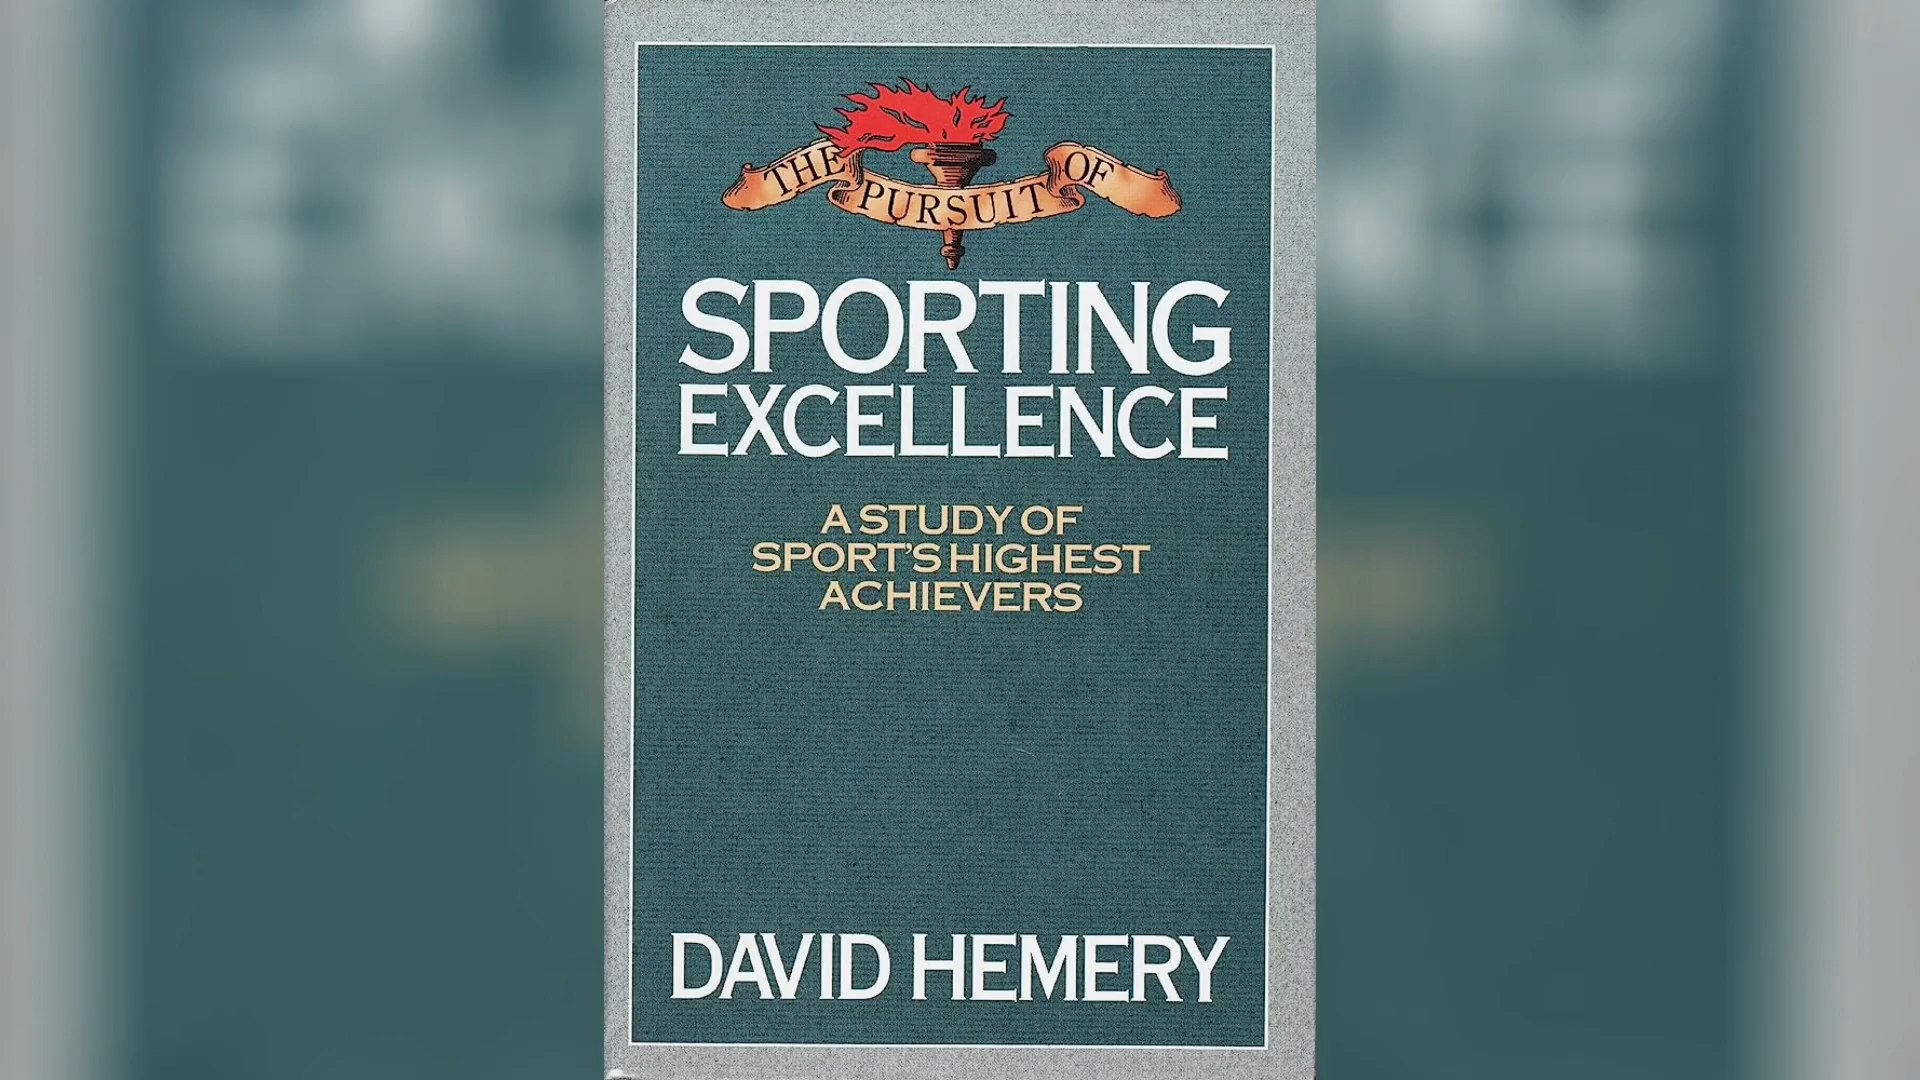 THE PURSUIT OF
SPORTING
EXCELLENCE
A STUDY OF
SPORT'S HIGHEST
ACHIEVERS
DAVID HEMERY